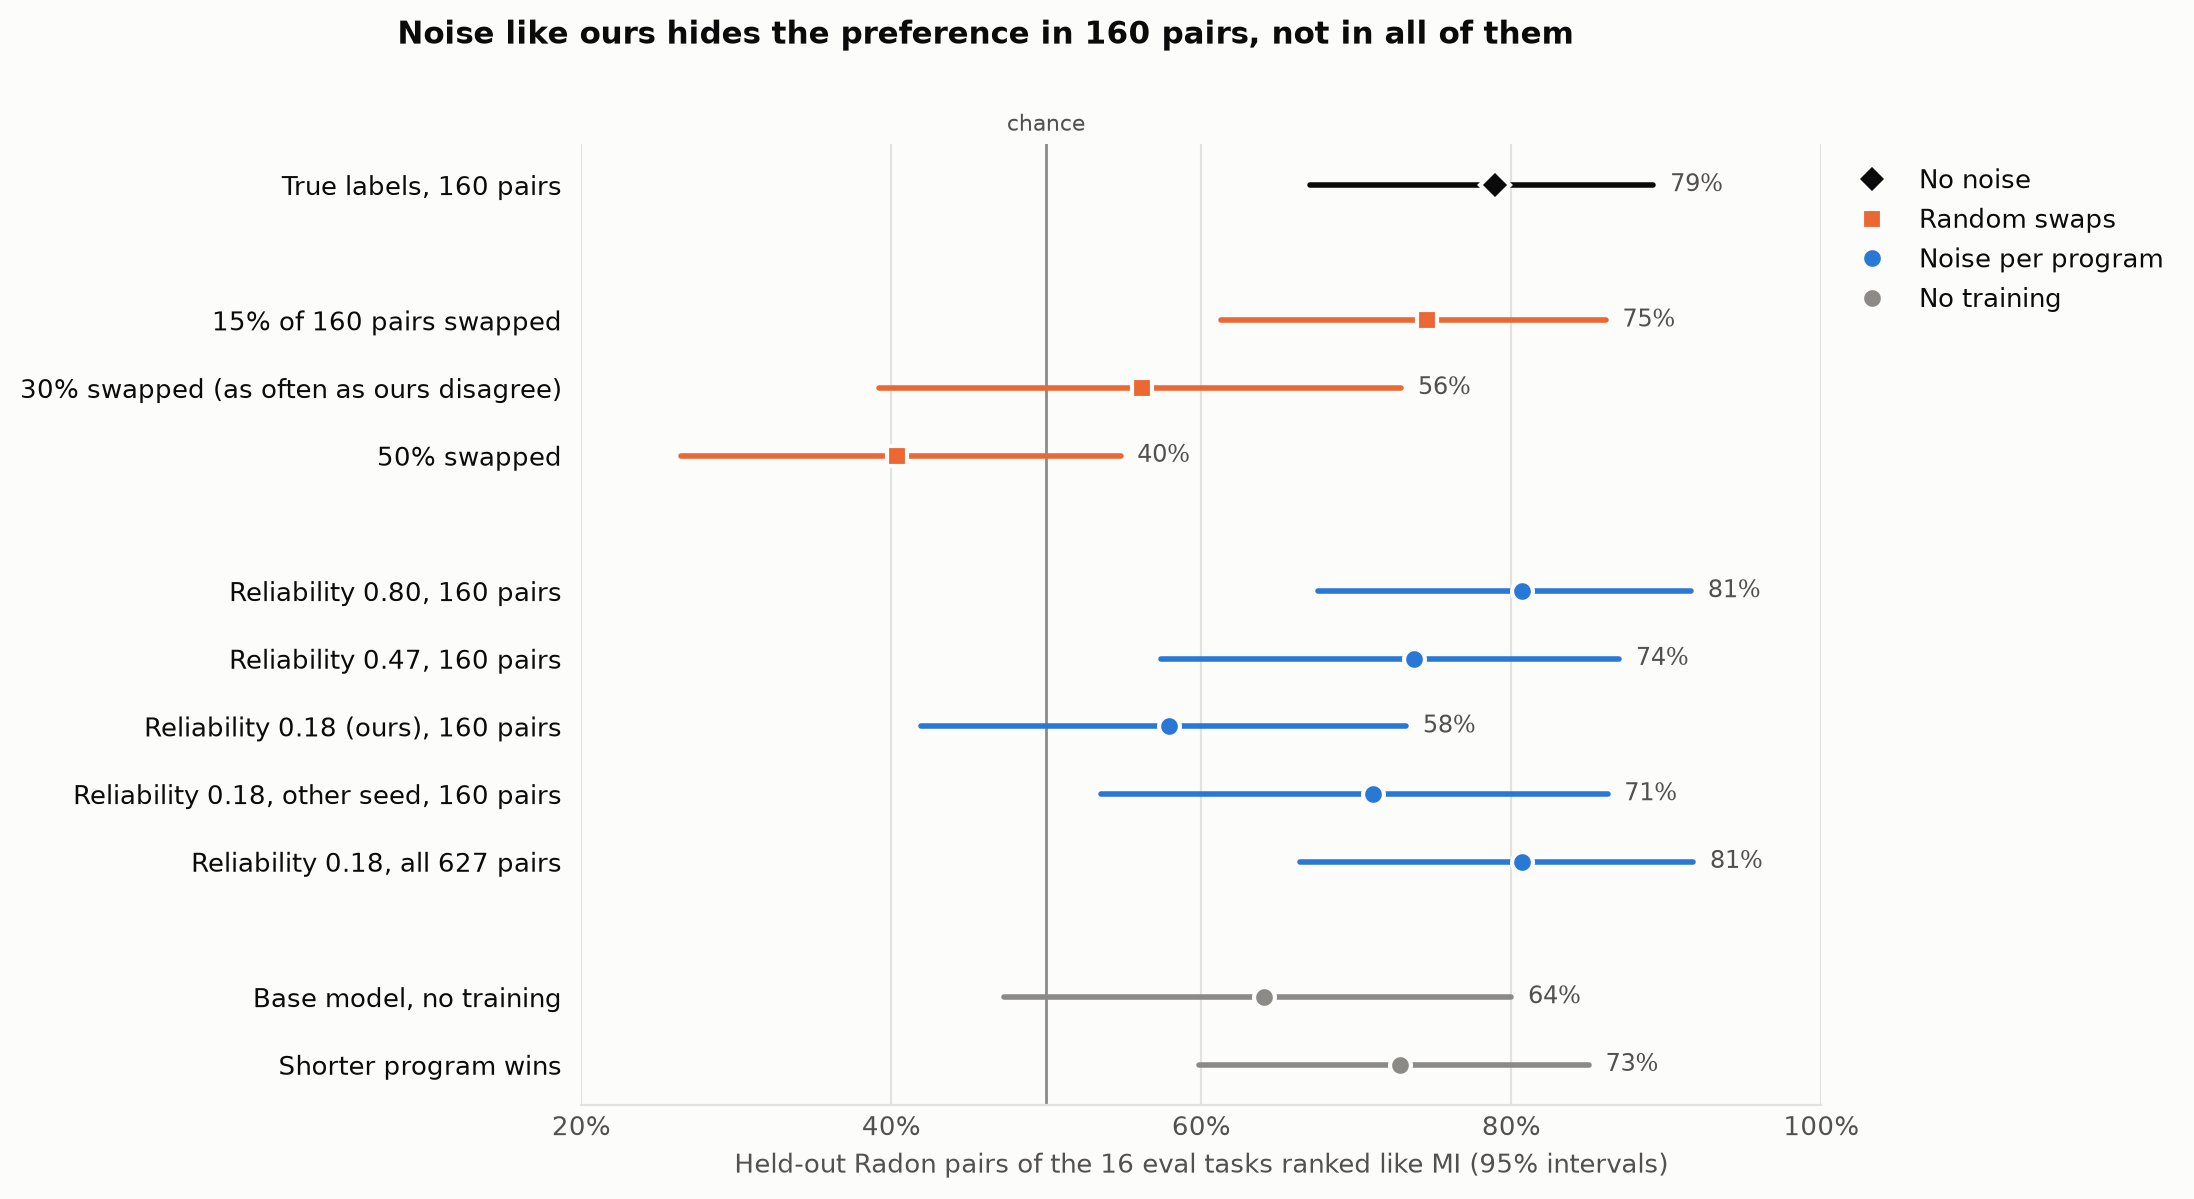 Noise like ours hides the preference in 160 pairs, not in all of them
chance
True labels, 160 pairs
79%
15% of 160 pairs swapped
75%
30% swapped (as often as ours disagree)
56%
50% swapped
40%
Reliability 0.80, 160 pairs
81%
Reliability 0.47, 160 pairs
74%
Reliability 0.18 (ours), 160 pairs
58%
Reliability 0.18, other seed, 160 pairs
71%
Reliability 0.18, all 627 pairs
81%
Base model, no training
64%
Shorter program wins
73%
No noise
Random swaps
Noise per program
No training
20% 40% 60% 80% 100%
Held-out Radon pairs of the 16 eval tasks ranked like MI (95% intervals)